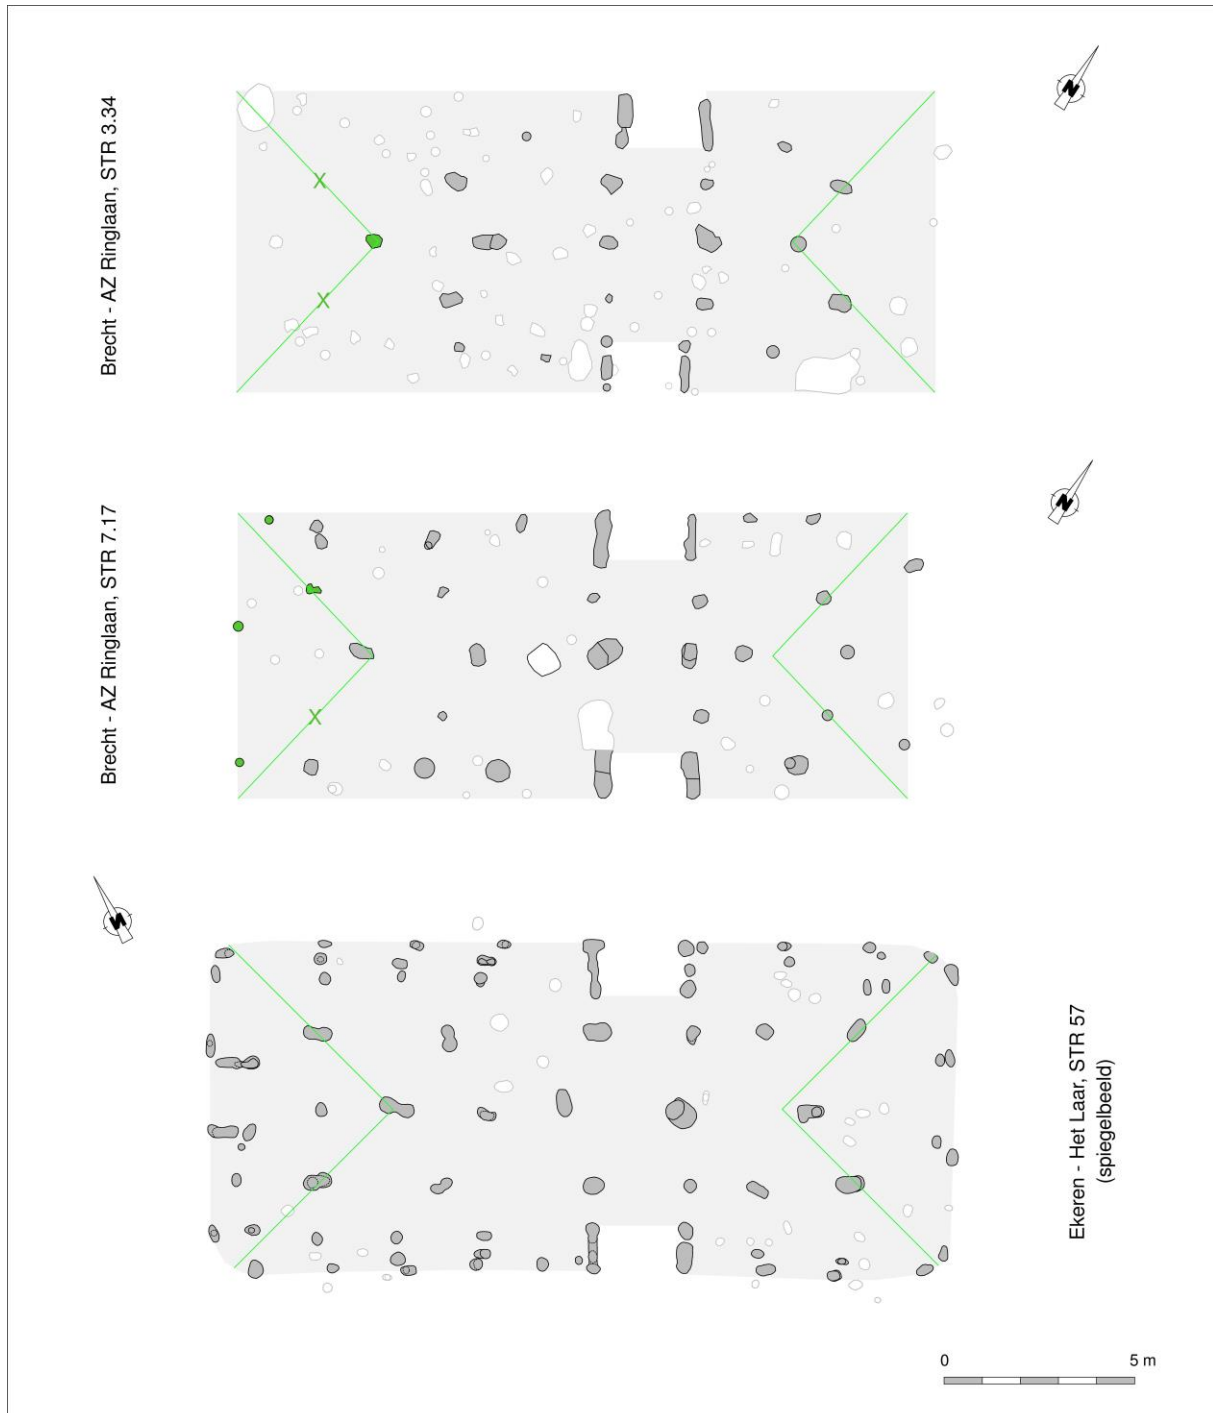 Brecht - AZ Ringlaan, STR 3.34
N
X
X
Brecht - AZ Ringlaan, STR 7.17
N
X
N
Ekeren - Het Laar, STR 57
(spiegelbeeld)
0 5 m